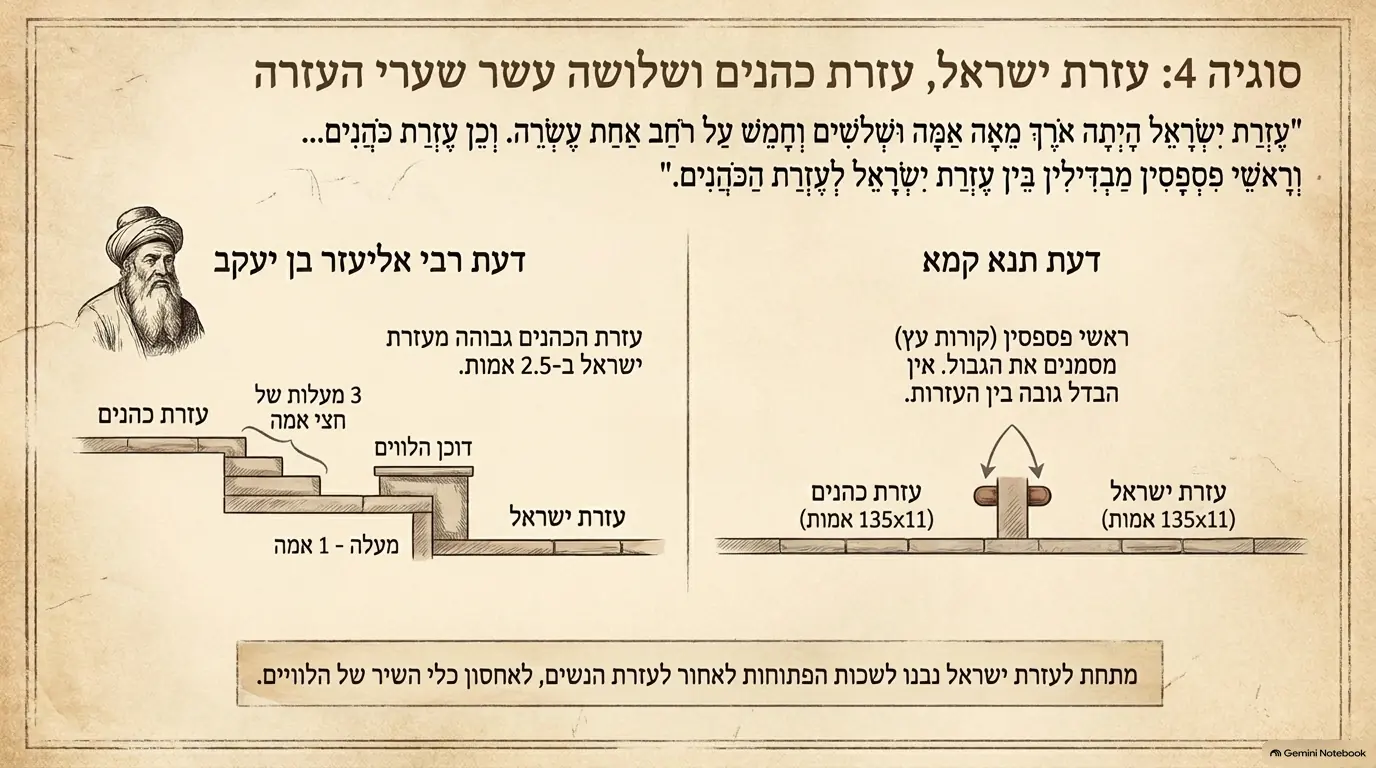 סוגיה 4: עזרת ישראל, עזרת כהנים ושלושה עשר שערי העזרה
"עֶזְרַת יִשְׂרָאֵל הָיְתָה אֹרֶךְ מֵאָה אַמָּה וּשְׁלֹשִׁים וְחָמֵשׁ עַל רֹחַב אַחַת עֶשְׂרֵה. וְכֵן עֶזְרַת כֹּהֲנִים...
וְרָאשֵׁי פִסְפָסִין מַבְדִּילִין בֵּין עֶזְרַת יִשְׂרָאֵל לְעֶזְרַת הַכֹּהֲנִים."
דעת תנא קמא
ראשי פספסין (קורות עץ)
מסמנים את הגבול. אין
הבדל גובה בין העזרות.
עזרת ישראל
(135x11 אמות)
עזרת כהנים
(135x11 אמות)
דעת רבי אליעזר בן יעקב
עזרת הכהנים גבוהה מעזרת
ישראל ב-2.5 אמות.
3 מעלות של
חצי אמה
עזרת כהנים
דוכן הלווים
עזרת ישראל
מעלה - 1 אמה
מתחת לעזרת ישראל נבנו לשכות הפתוחות לאחור לעזרת הנשים, לאחסון כלי השיר של הלוויים.
Gemini Notebook